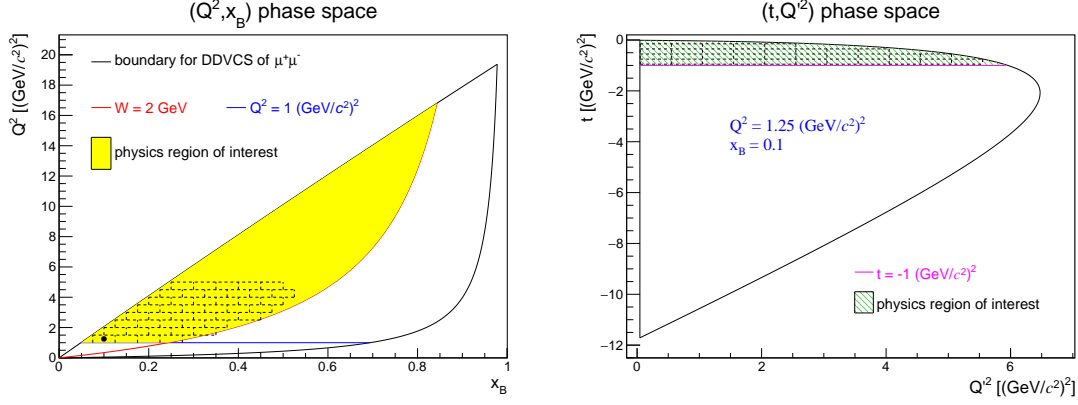 (Q²,x_B) phase space
Q² [(GeV/c²)²]
20
18
16
14
12
10
8
6
4
2
0
boundary for DDVCS of μ⁺μ⁻
W = 2 GeV
Q² = 1 (GeV/c²)²
physics region of interest
0
0.2
0.4
0.6
0.8
1
x_B
(t,Q'²) phase space
t [(GeV/c²)²]
0
−2
−4
−6
−8
−10
−12
Q² = 1.25 (GeV/c²)²
x_B = 0.1
t = -1 (GeV/c²)²
physics region of interest
0
2
4
6
Q'² [(GeV/c²)²]